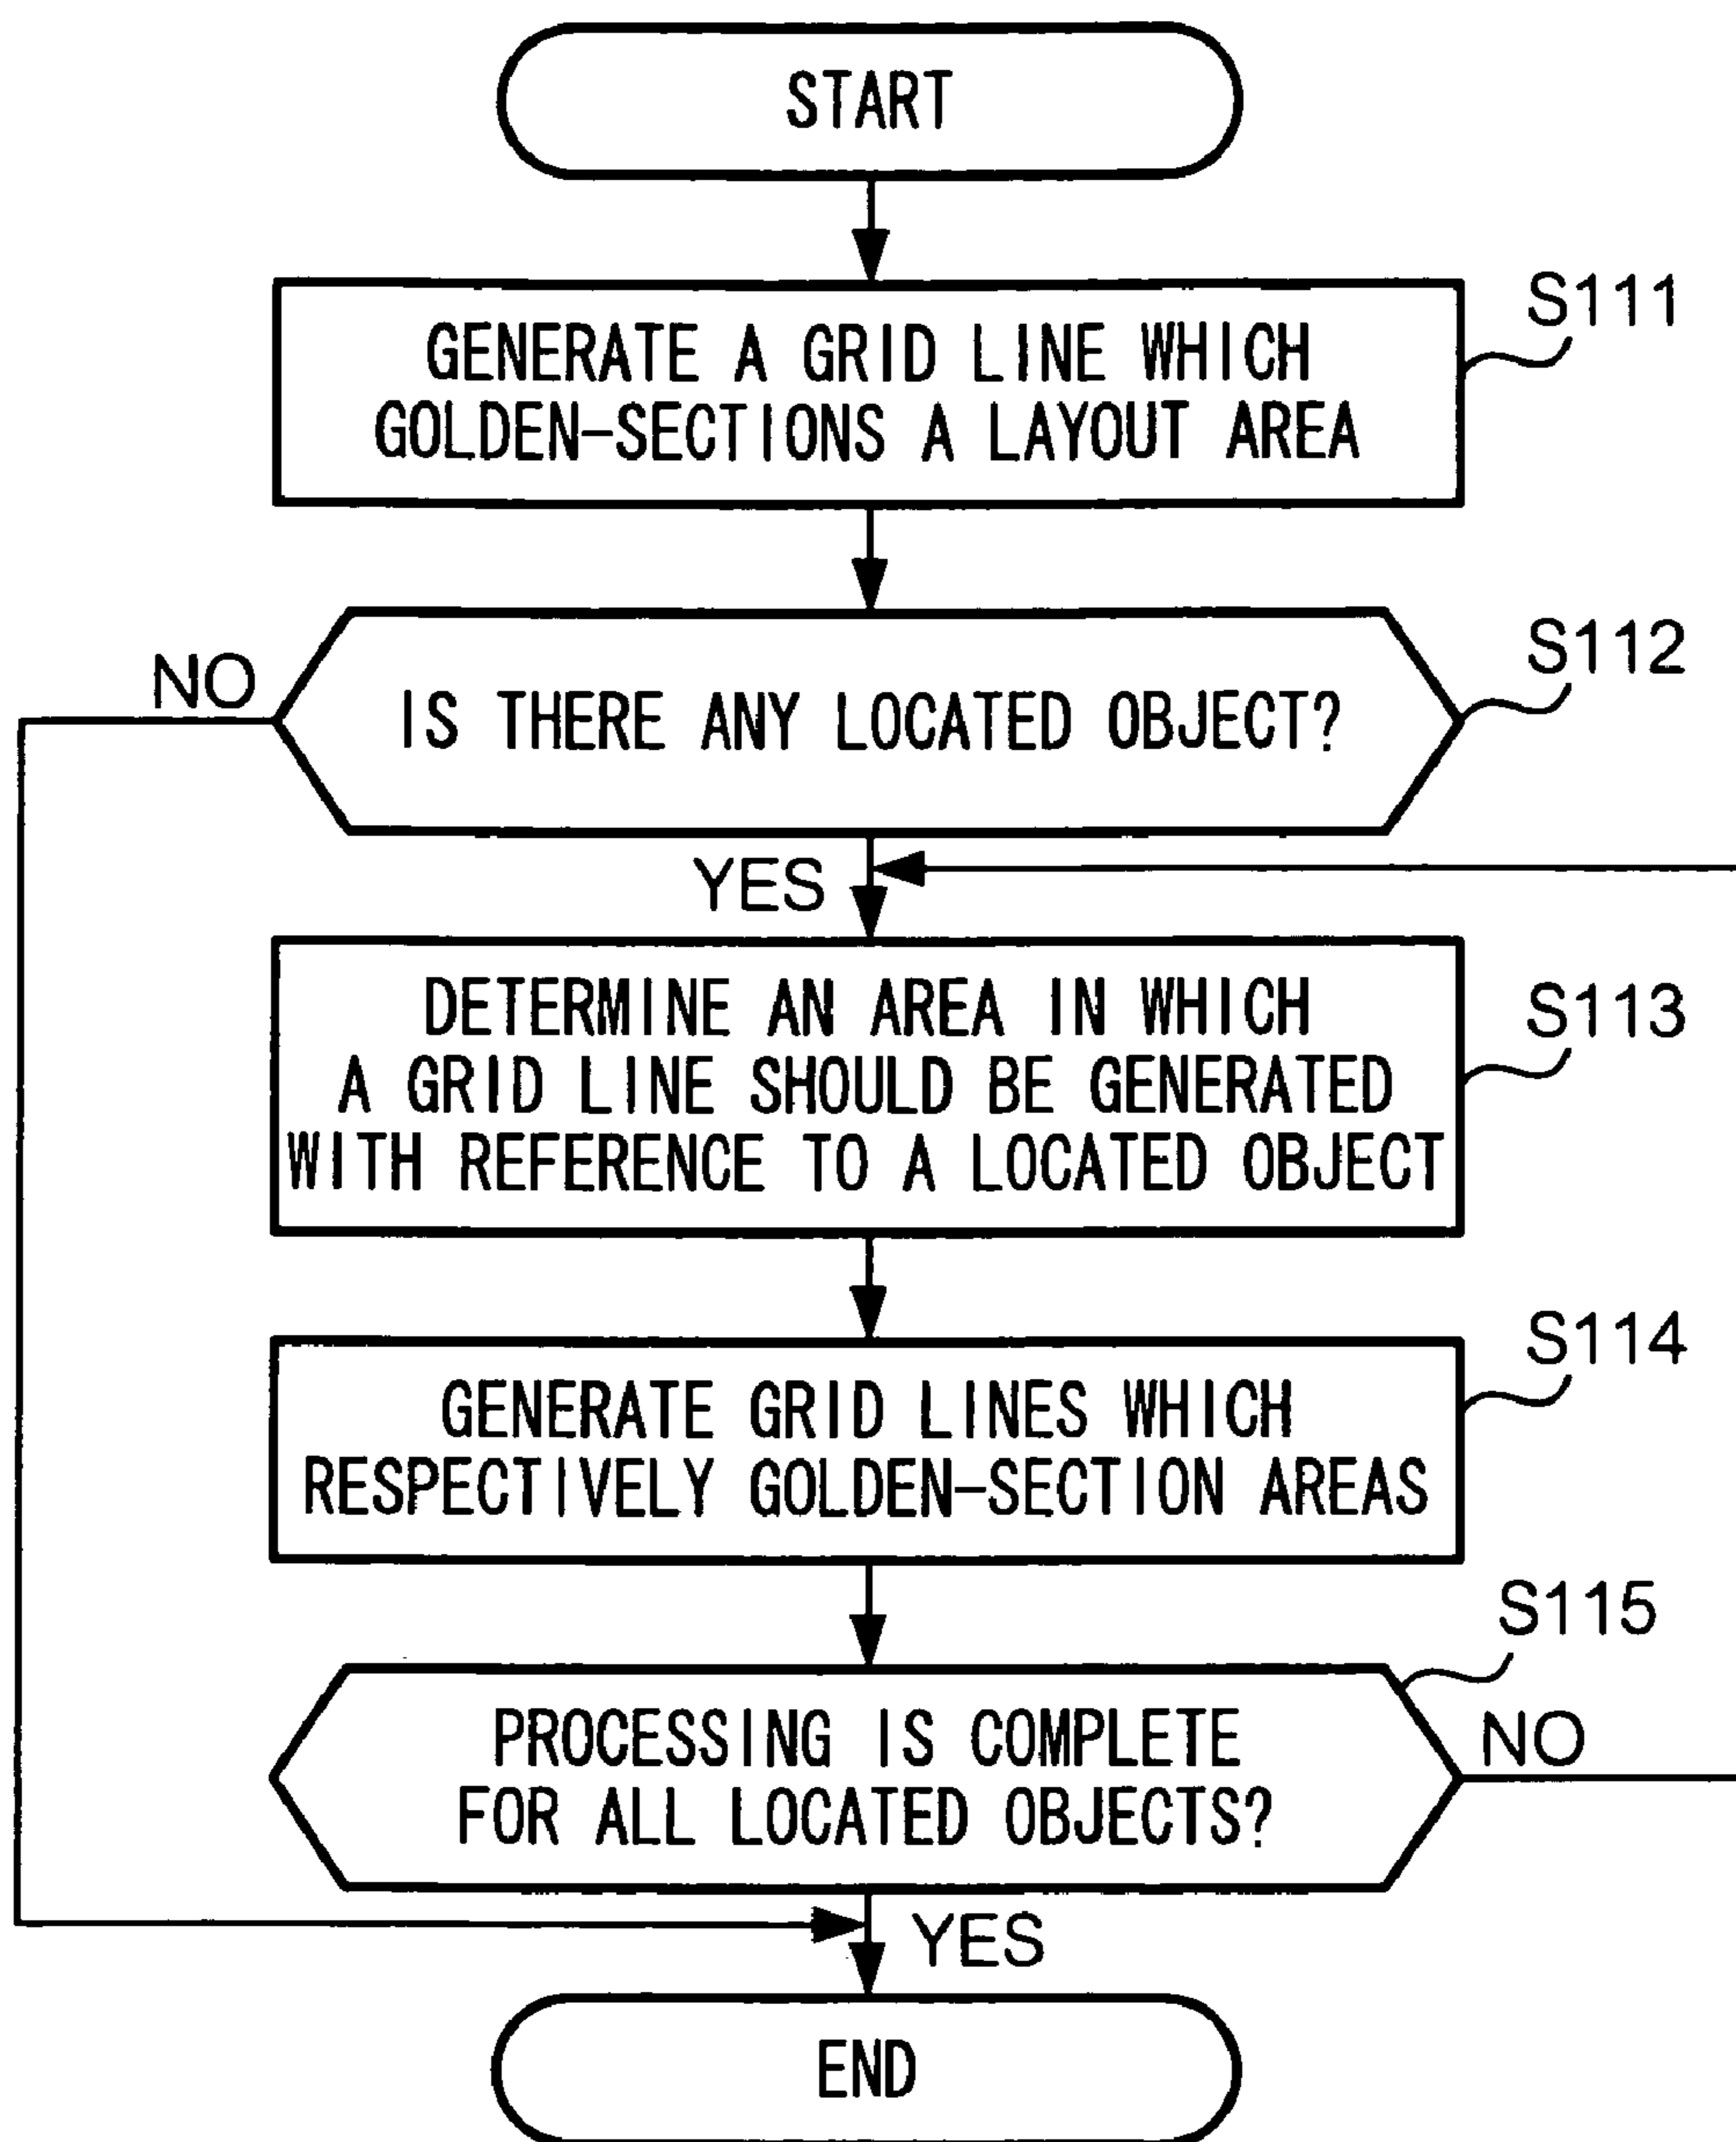 START
S111
GENERATE A GRID LINE WHICH
GOLDEN-SECTIONS A LAYOUT AREA
S112
NO
IS THERE ANY LOCATED OBJECT?
YES
S113
DETERMINE AN AREA IN WHICH
A GRID LINE SHOULD BE GENERATED
WITH REFERENCE TO A LOCATED OBJECT
S114
GENERATE GRID LINES WHICH
RESPECTIVELY GOLDEN-SECTION AREAS
S115
PROCESSING IS COMPLETE
FOR ALL LOCATED OBJECTS?
NO
YES
END